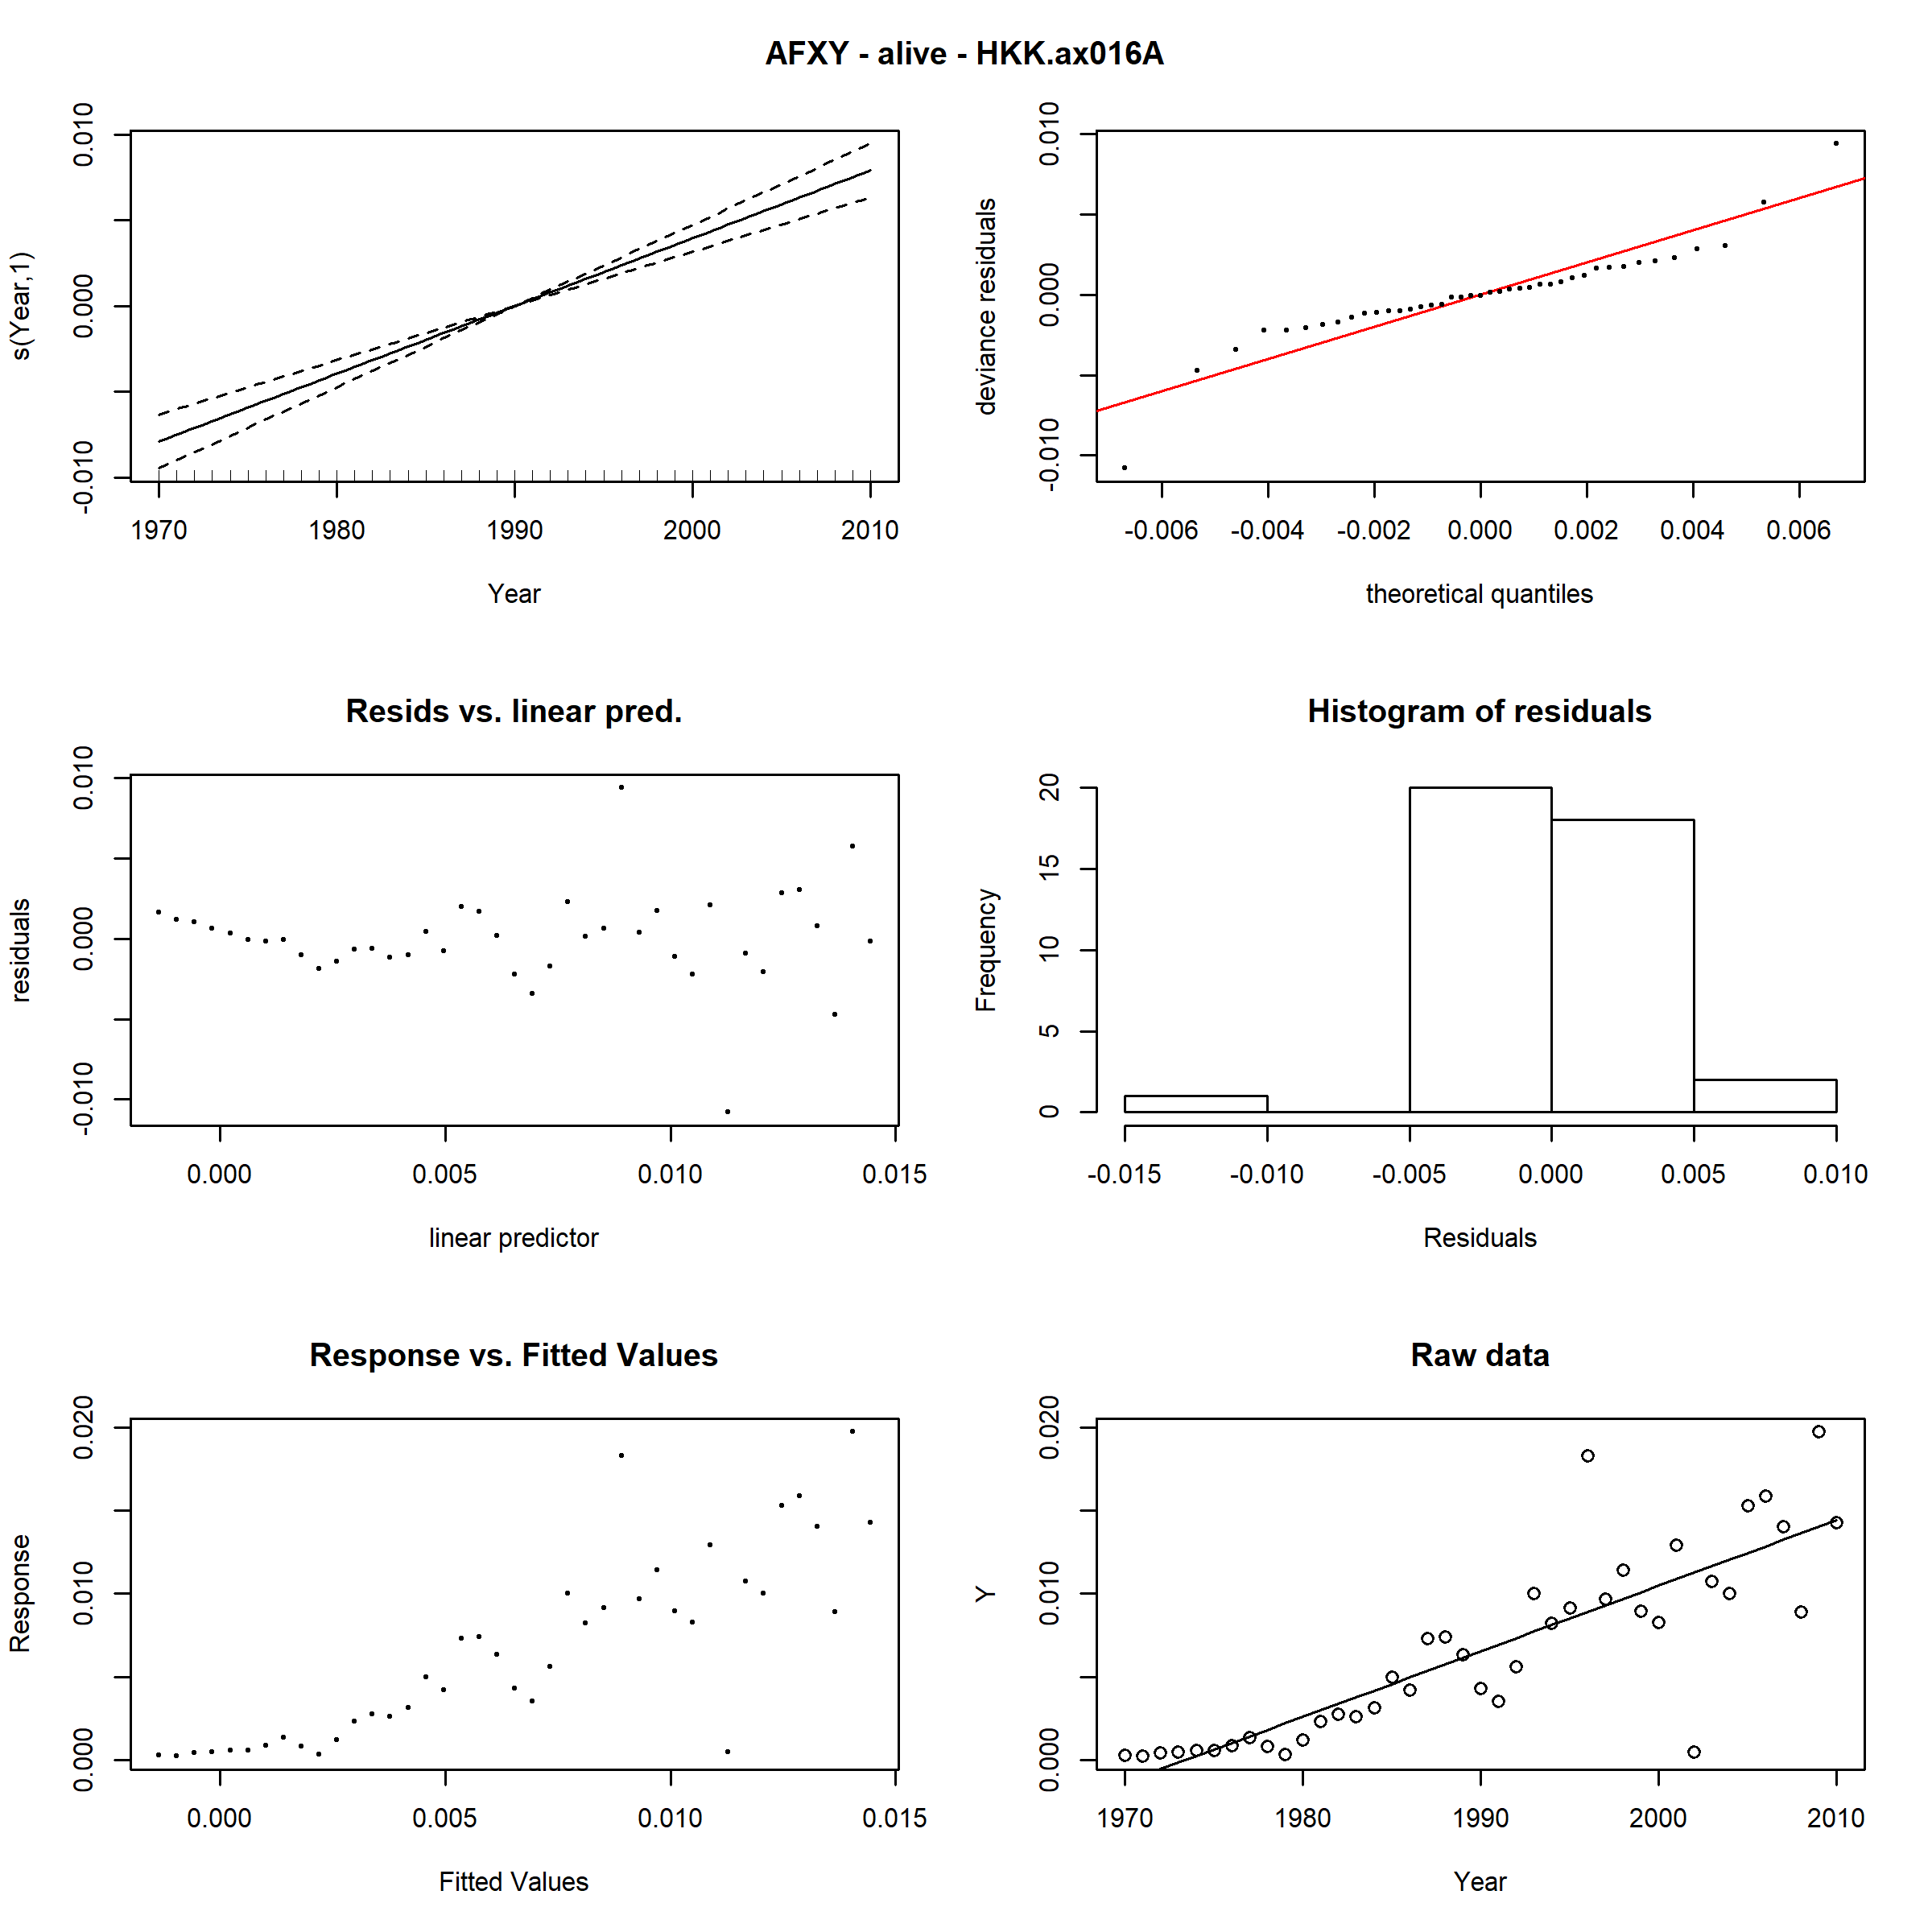 AFXY - alive - HKK.ax016A
s(Year,1)
-0.010 0.000 0.010
1970 1980 1990 2000 2010
Year
deviance residuals
-0.010 0.000 0.010
-0.006 -0.004 -0.002 0.000 0.002 0.004 0.006
theoretical quantiles
Resids vs. linear pred.
residuals
-0.010 0.000 0.010
0.000 0.005 0.010 0.015
linear predictor
Histogram of residuals
Frequency
0 5 10 15 20
-0.015 -0.010 -0.005 0.000 0.005 0.010
Residuals
Response vs. Fitted Values
Response
0.000 0.010 0.020
0.000 0.005 0.010 0.015
Fitted Values
Raw data
Y
0.000 0.010 0.020
1970 1980 1990 2000 2010
Year